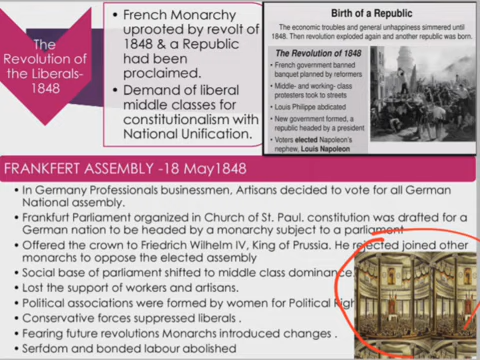 The
Revolution of
the Liberals-
1848
• French Monarchy
uprooted by revolt of
1848 & a Republic
had been
proclaimed.
• Demand of liberal
middle classes for
constitutionalism with
National Unification.
Birth of a Republic
The economic troubles and general unhappiness simmered until
1848. Then revolution exploded again and another republic was born.
The Revolution of 1848
• French government banned
banquet planned by reformers
• Middle- and working-class
protesters took to streets
• Louis Philippe abdicated
• New government formed, a
republic headed by a president
• Voters elected Napoleon's
nephew, Louis Napoleon
FRANKFERT ASSEMBLY -18 May1848
• In Germany Professionals businessmen, Artisans decided to vote for all German
National assembly.
• Frankfurt Parliament organized in Church of St. Paul. constitution was drafted for a
German nation to be headed by a monarchy subject to a parliament
• Offered the crown to Friedrich Wilhelm IV, King of Prussia. He rejected joined other
monarchs to oppose the elected assembly
• Social base of parliament shifted to middle class dominance.
• Lost the support of workers and artisans.
• Political associations were formed by women for Political
• Conservative forces suppressed liberals .
• Fearing future revolutions Monarchs introduced changes .
• Serfdom and bonded labour abolished